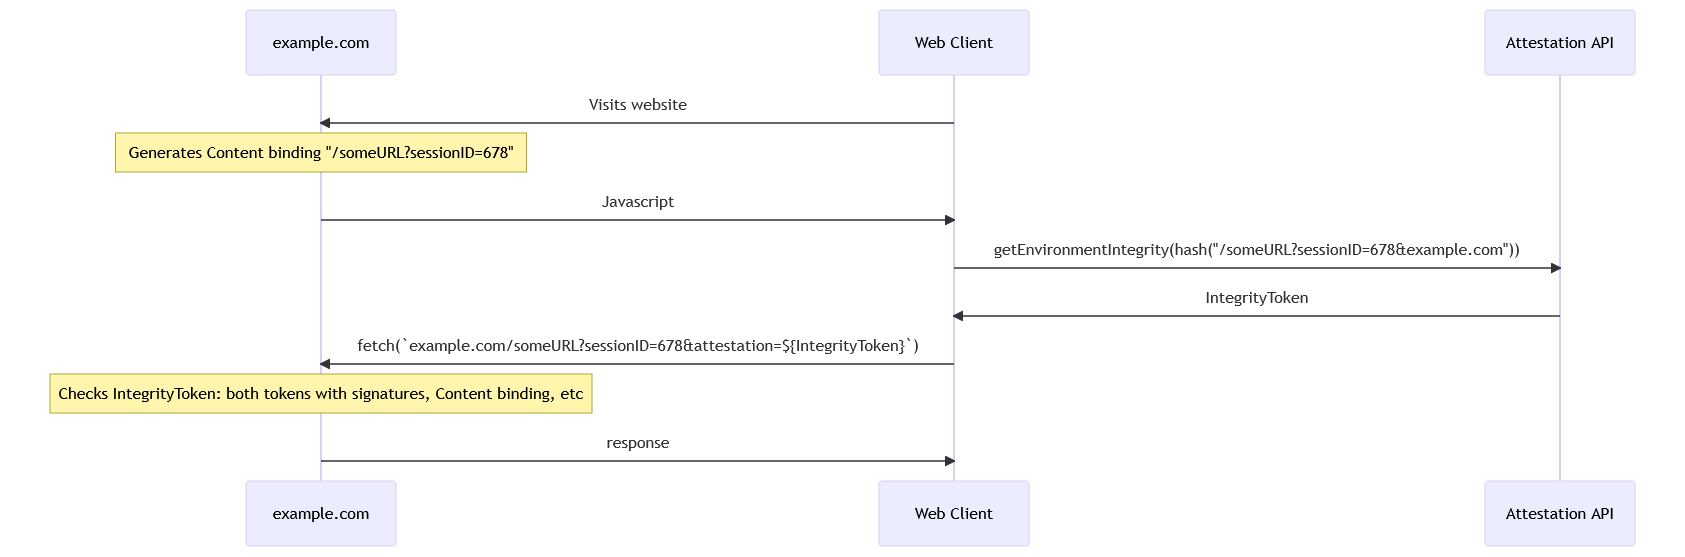 example.com
Web Client
Attestation API
Visits website
Generates Content binding "/someURL?sessionID=678"
Javascript
getEnvironmentIntegrity(hash("/someURL?sessionID=678&example.com"))
IntegrityToken
fetch(`example.com/someURL?sessionID=678&attestation=${IntegrityToken}`)
Checks IntegrityToken: both tokens with signatures, Content binding, etc
response
example.com
Web Client
Attestation API